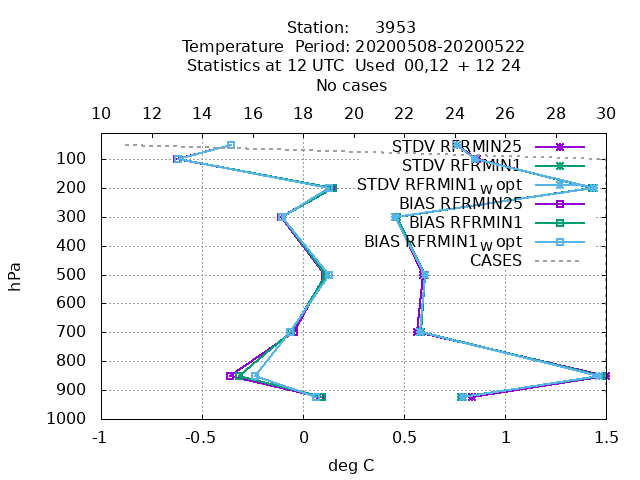 Station: 3953
Temperature Period: 20200508-20200522
Statistics at 12 UTC Used 00,12 + 12 24
No cases
10 12 14 16 18 20 22 24 26 28 30
STDV RFRMIN25
STDV RFRMIN1
STDV RFRMIN1_W opt
BIAS RFRMIN25
BIAS RFRMIN1
BIAS RFRMIN1_W opt
CASES
hPa
100
200
300
400
500
600
700
800
900
1000
-1 -0.5 0 0.5 1 1.5
deg C